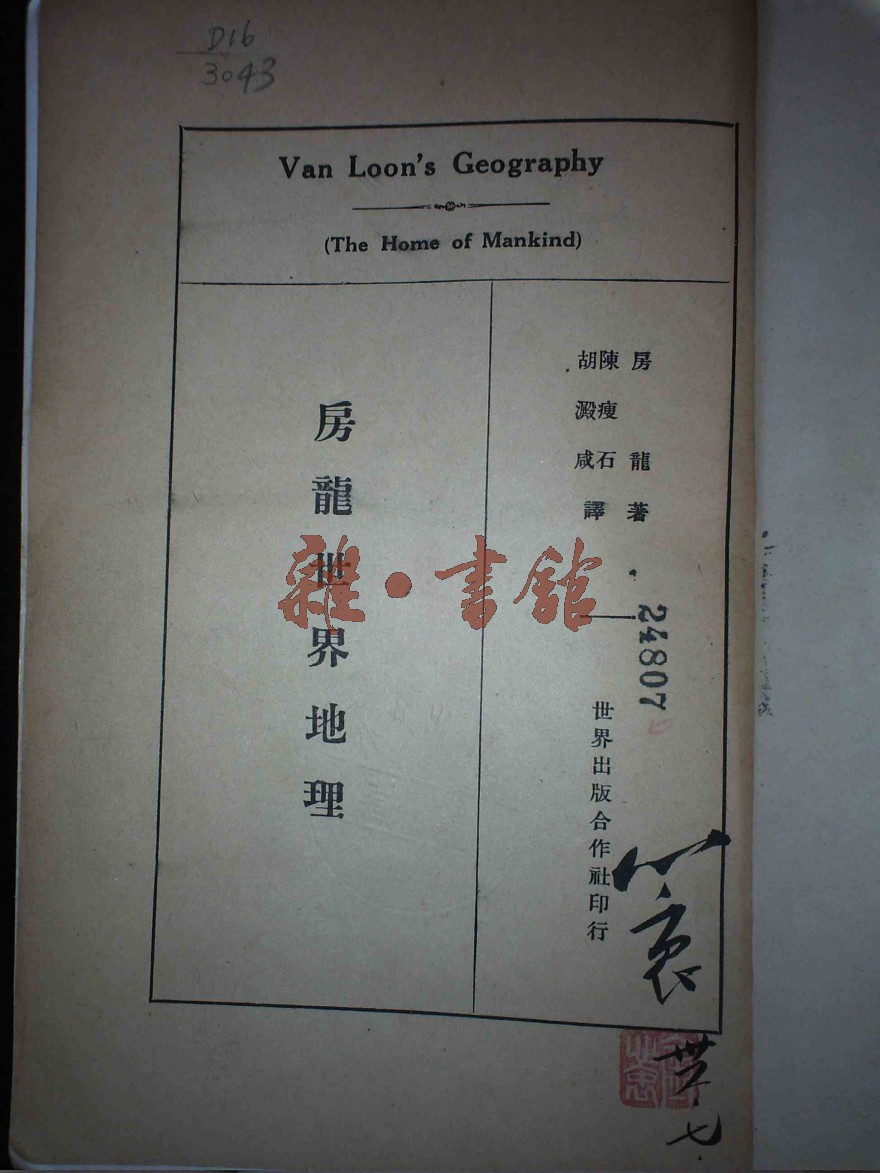 D16
3043
Van Loon's Geography
(The Home of Mankind)
房龍著
陳瘦石
胡澱咸
譯
24807
世界出版合作社印行
房龍世界地理
雜·書館
七